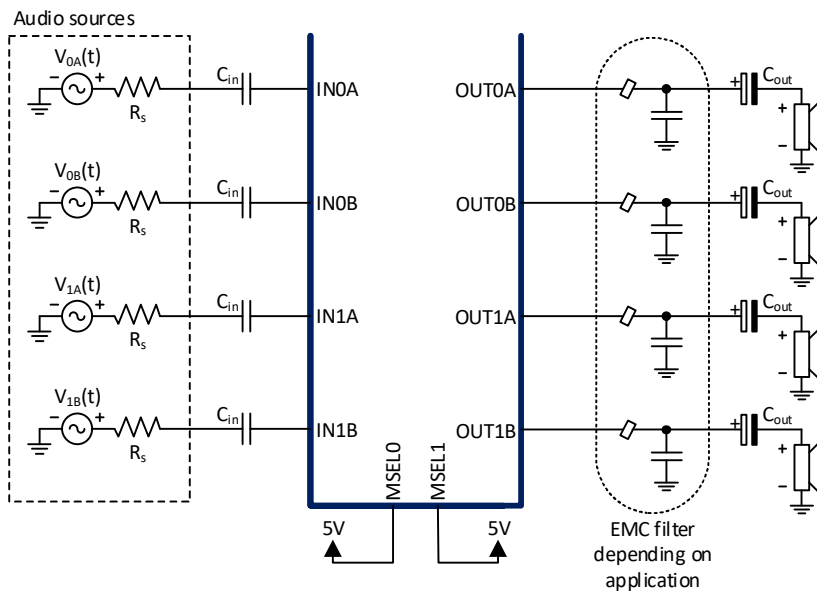 Audio sources
V0A(t)
Cin
Rs
IN0A
OUT0A
Cout
V0B(t)
Cin
Rs
IN0B
OUT0B
Cout
V1A(t)
Cin
Rs
IN1A
OUT1A
Cout
V1B(t)
Cin
Rs
IN1B
OUT1B
Cout
MSEL0
MSEL1
5V
5V
EMC filter
depending on
application